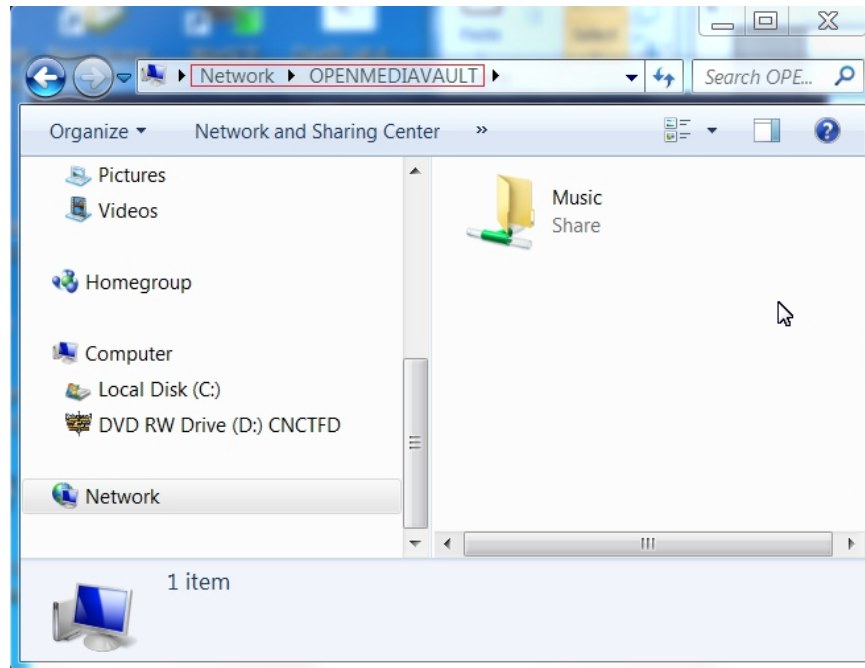 Network ▸ OPENMEDIAVAULT ▸
Search OPE...
Organize
Network and Sharing Center
»
Pictures
Videos
Homegroup
Computer
Local Disk (C:)
DVD RW Drive (D:) CNCTFD
Network
Music
Share
1 item